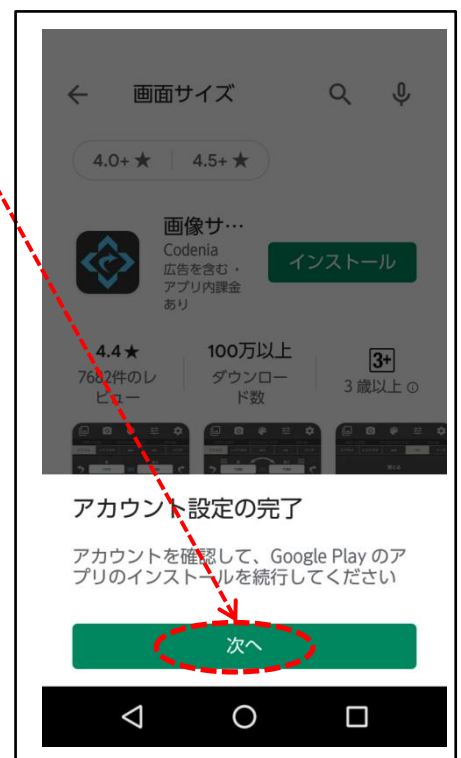 画面サイズ
4.0+ ★ 4.5+ ★
画像サ…
Codenia
広告を含む・
アプリ内課金
あり
インストール
4.4★
7682件のレ
ビュー
100万以上
ダウンロー
ド数
3+
3 歳以上
アカウント設定の完了
アカウントを確認して、Google Play のア
プリのインストールを続行してください
次へ